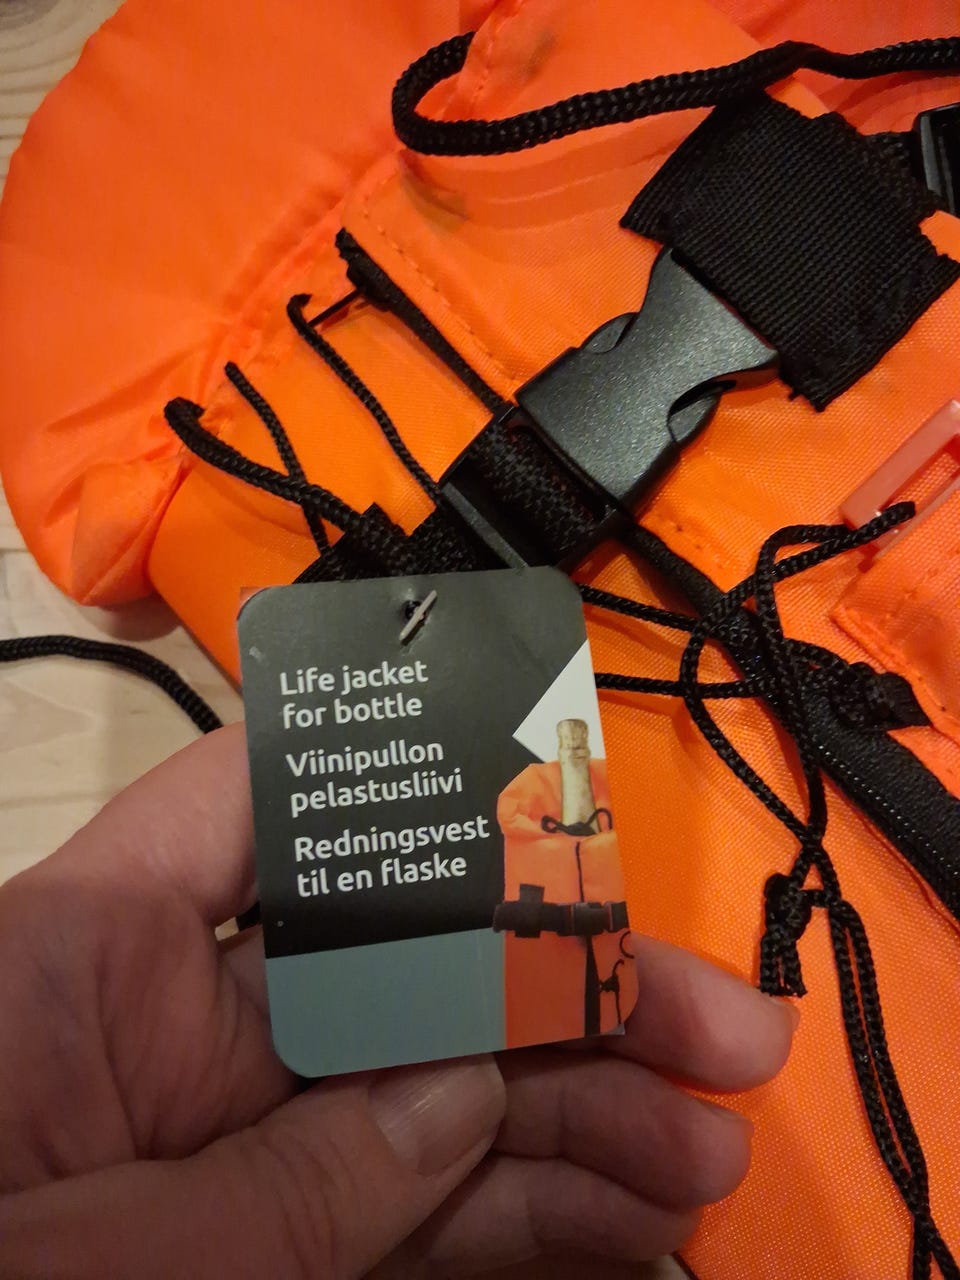 Life jacket
for bottle
Viinipullon
pelastusliivi
Redningsvest
til en flaske